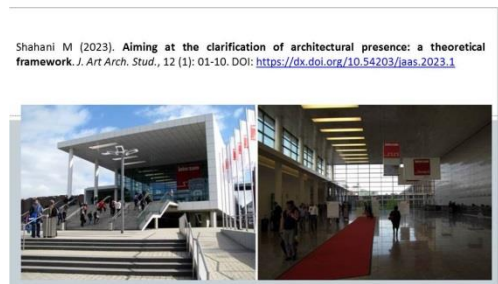 Shahani M (2023). Aiming at the clarification of architectural presence: a theoretical
framework. J. Art Arch. Stud., 12 (1): 01-10. DOI: https://dx.doi.org/10.54203/jaas.2023.1